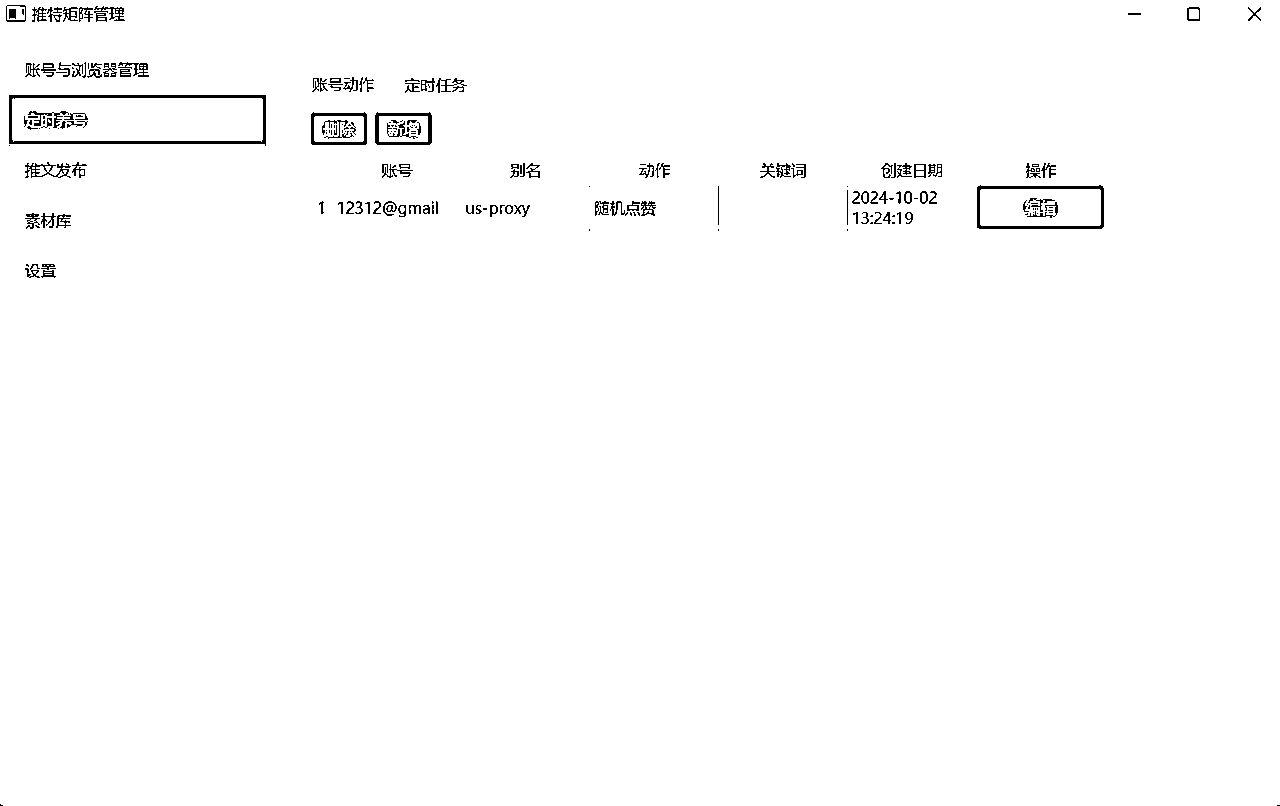 推特矩阵管理
账号与浏览器管理
定时养号
推文发布
素材库
设置
账号动作 定时任务
删除 新增
账号 别名 动作 关键词 创建日期 操作
1 12312@gmail us-proxy 随机点赞 2024-10-02 13:24:19 编辑